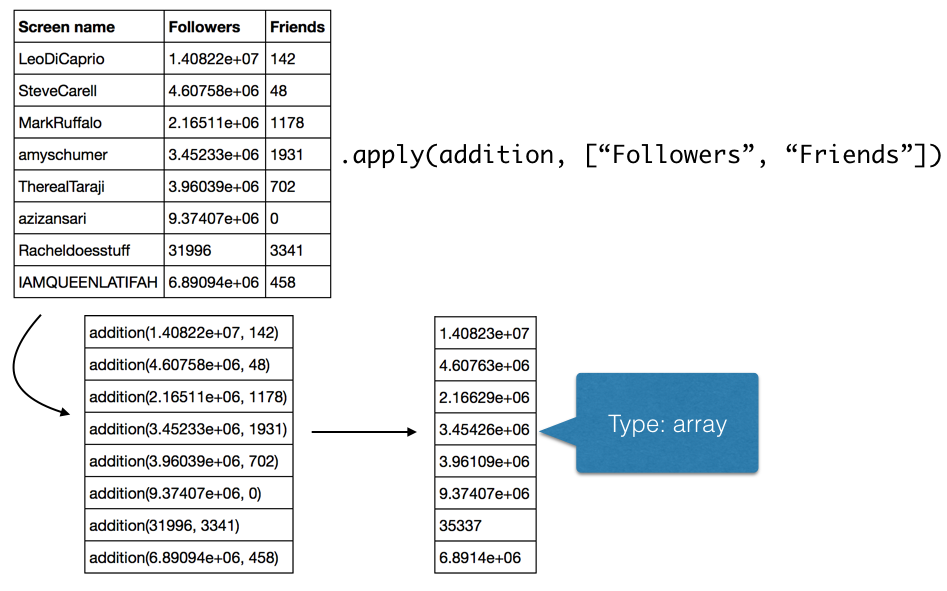 Screen name Followers Friends
LeoDiCaprio 1.40822e+07 142
SteveCarell 4.60758e+06 48
MarkRuffalo 2.16511e+06 1178
amyschumer 3.45233e+06 1931
TherealTaraji 3.96039e+06 702
azizansari 9.37407e+06 0
Racheldoesstuff 31996 3341
IAMQUEENLATIFAH 6.89094e+06 458
.apply(addition, [“Followers”, “Friends”])
addition(1.40822e+07, 142)
addition(4.60758e+06, 48)
addition(2.16511e+06, 1178)
addition(3.45233e+06, 1931)
addition(3.96039e+06, 702)
addition(9.37407e+06, 0)
addition(31996, 3341)
addition(6.89094e+06, 458)
1.40823e+07
4.60763e+06
2.16629e+06
3.45426e+06
3.96109e+06
9.37407e+06
35337
6.8914e+06
Type: array